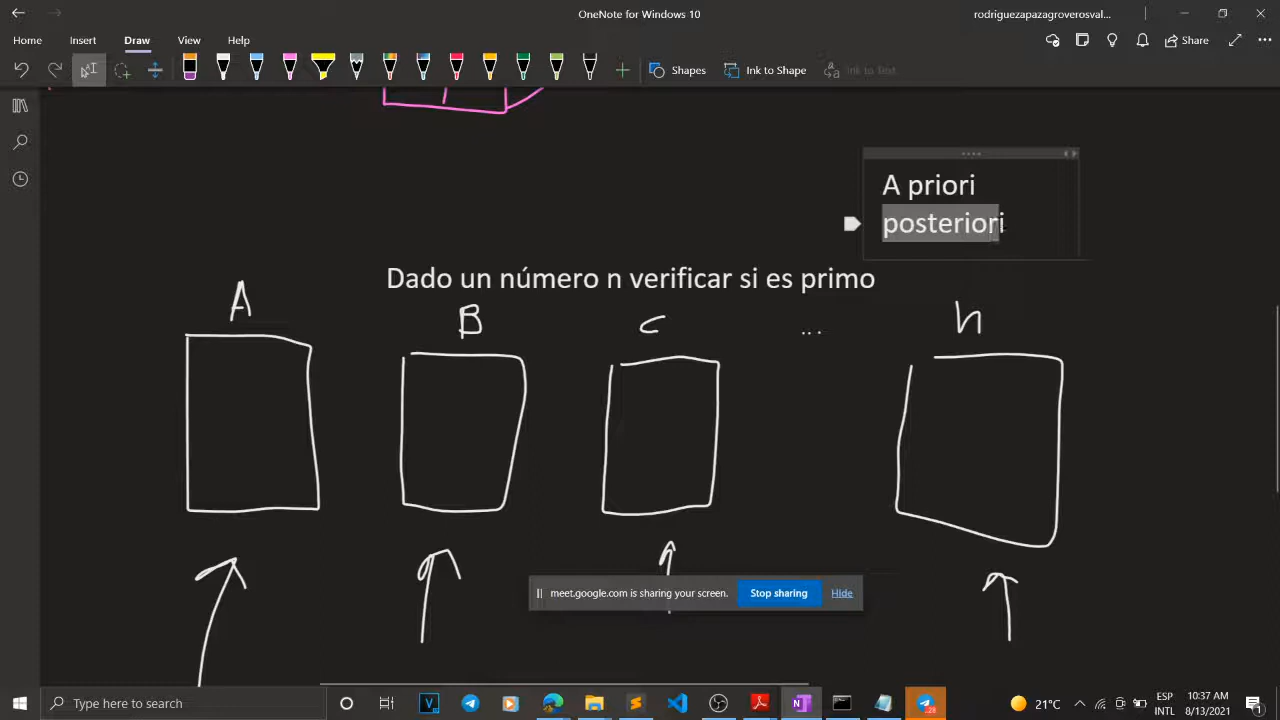 OneNote for Windows 10
rodriguezapazagroverosval...
Home
Insert
Draw
View
Help
Share
Shapes
Ink to Shape
Ink to Text
A priori
posteriori
Dado un número n verificar si es primo
A
B
C
...
n
meet.google.com is sharing your screen.
Stop sharing
Hide
Type here to search
V
28
21°C
ESP
INTL
10:37 AM
8/13/2021